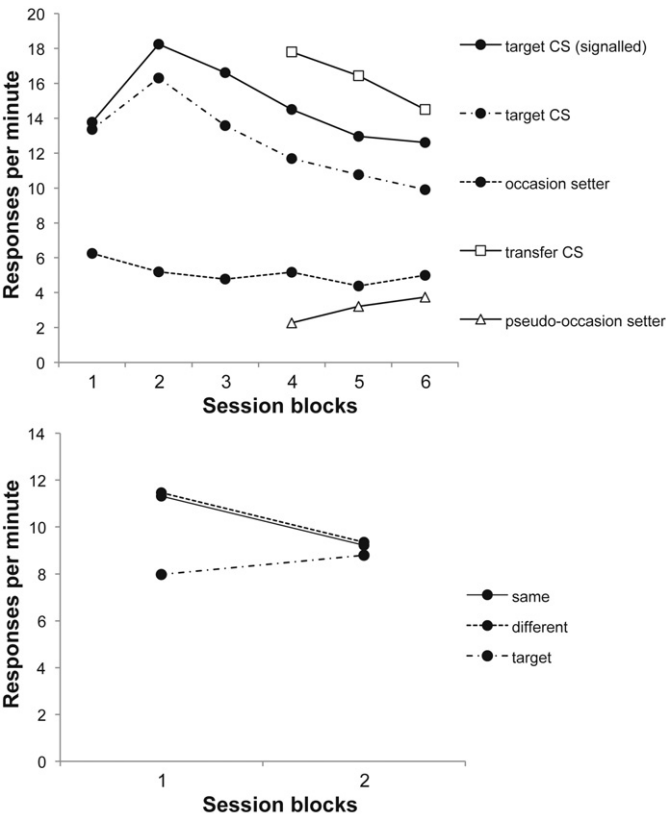 20
18
16
14
12
10
8
6
4
2
0
Responses per minute
1 2 3 4 5 6
Session blocks
target CS (signalled)
target CS
occasion setter
transfer CS
pseudo-occasion setter
14
12
10
8
6
4
2
0
Responses per minute
1 2
Session blocks
same
different
target